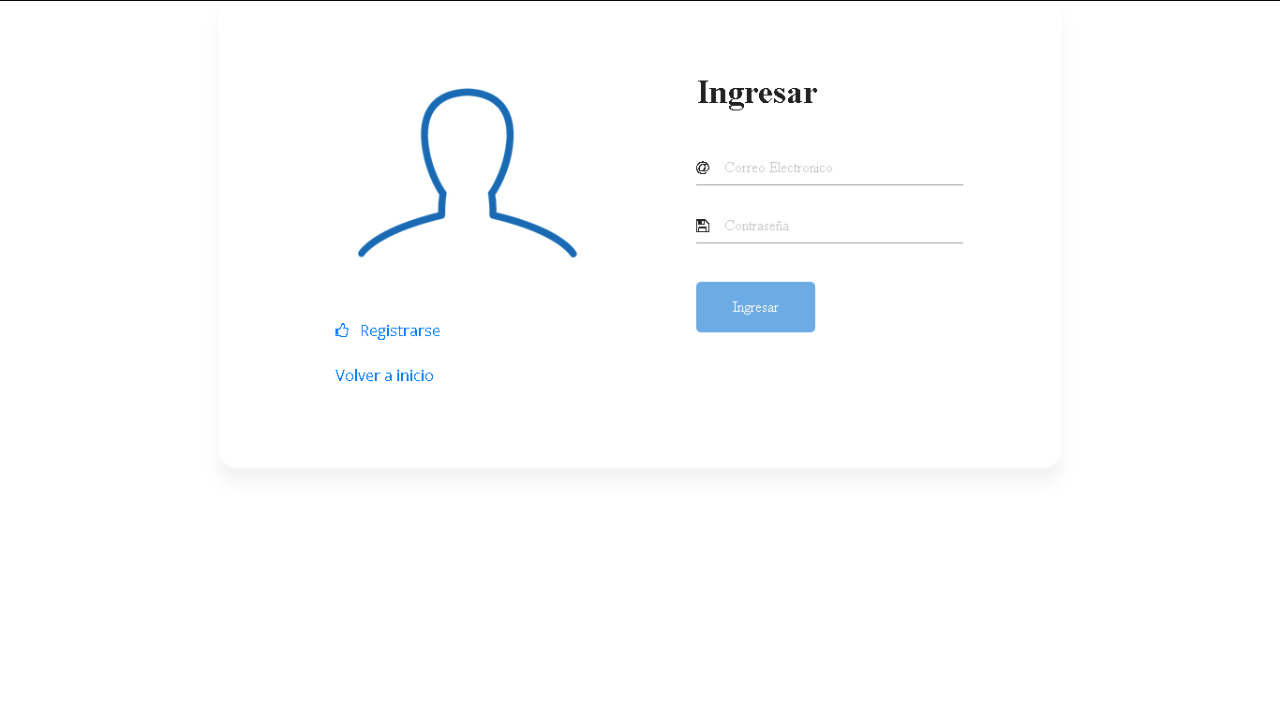 Ingresar
Correo Electronico
Contraseña
Ingresar
Registrarse
Volver a inicio